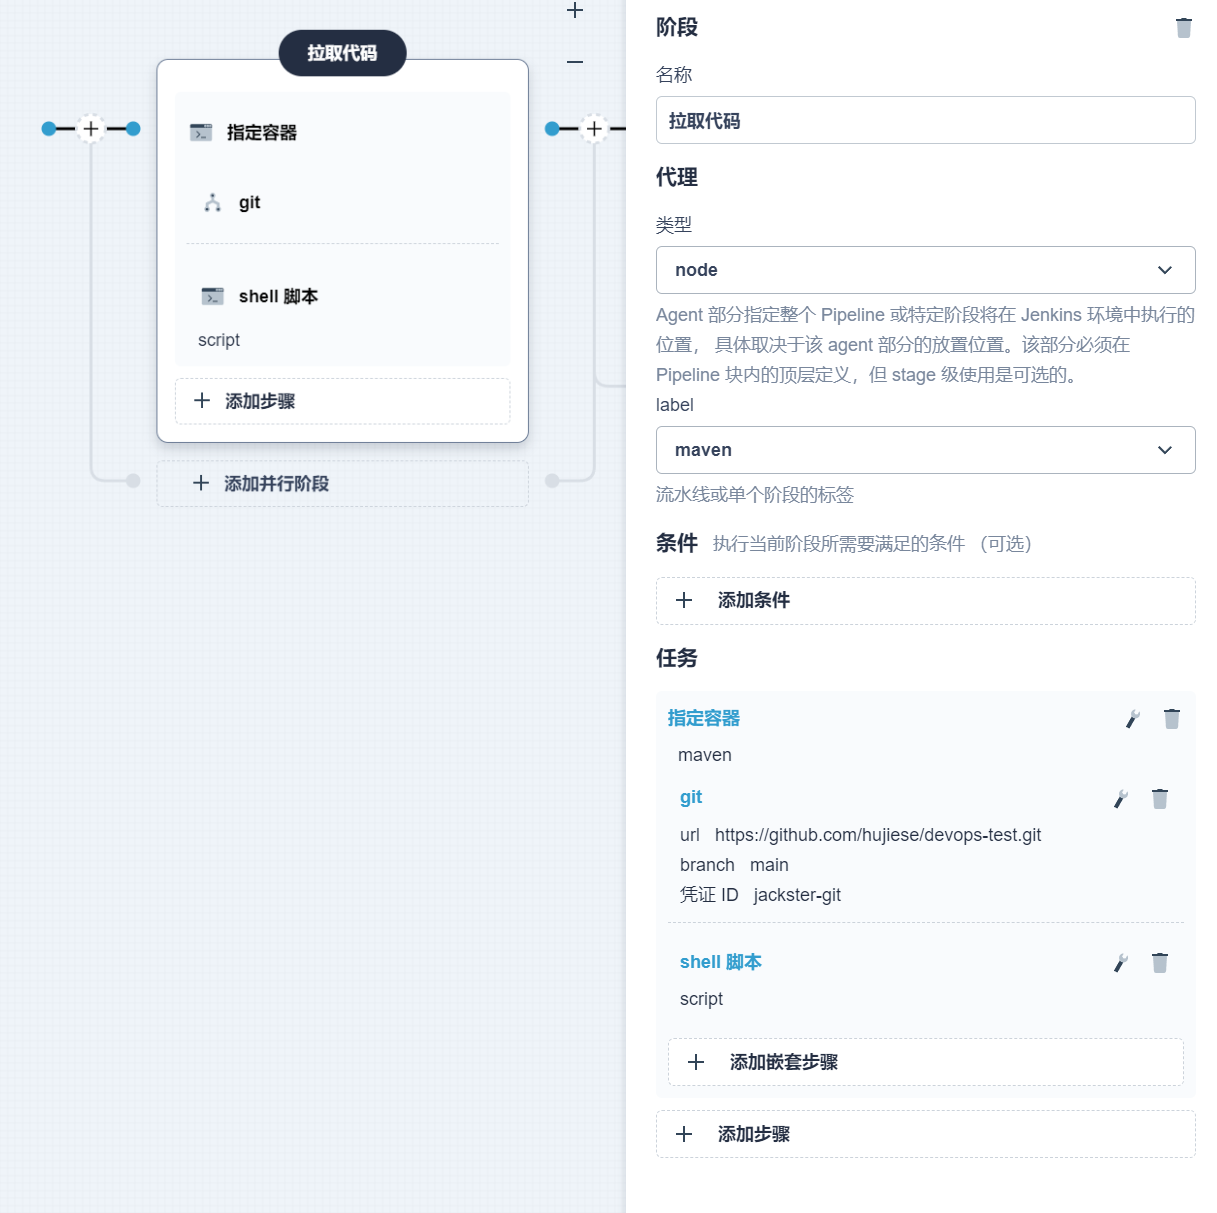 拉取代码
指定容器
git
shell 脚本
script
添加步骤
添加并行阶段
阶段
名称
拉取代码
代理
类型
node
Agent 部分指定整个 Pipeline 或特定阶段将在 Jenkins 环境中执行的
位置， 具体取决于该 agent 部分的放置位置。该部分必须在
Pipeline 块内的顶层定义，但 stage 级使用是可选的。
label
maven
流水线或单个阶段的标签
条件 执行当前阶段所需要满足的条件 （可选）
添加条件
任务
指定容器
maven
git
url https://github.com/hujiese/devops-test.git
branch main
凭证 ID jackster-git
shell 脚本
script
添加嵌套步骤
添加步骤